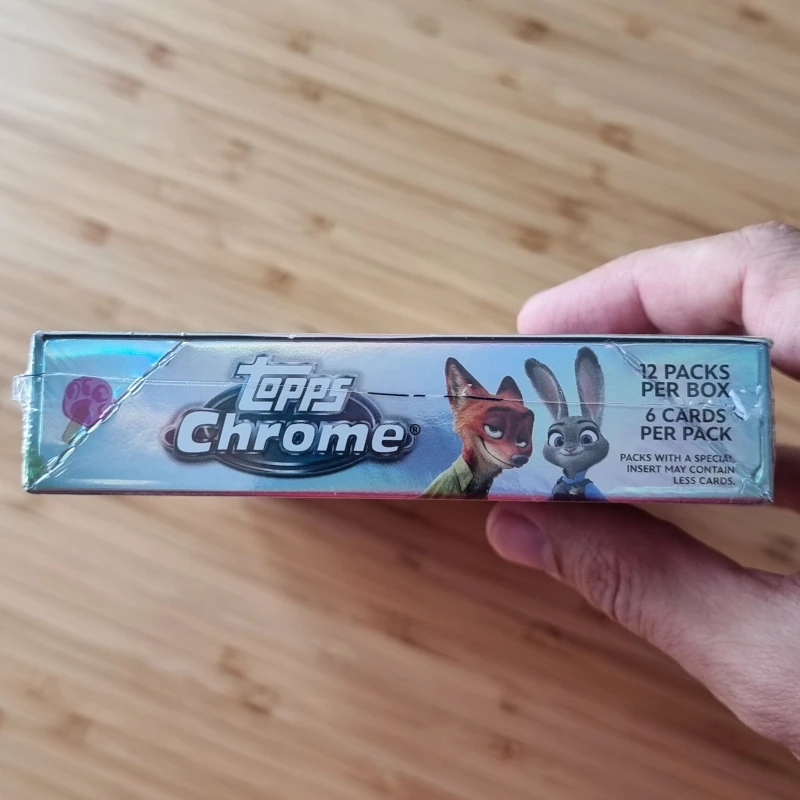 Topps
Chrome®
12 PACKS
PER BOX
6 CARDS
PER PACK
PACKS WITH A SPECIAL
INSERT MAY CONTAIN
LESS CARDS.